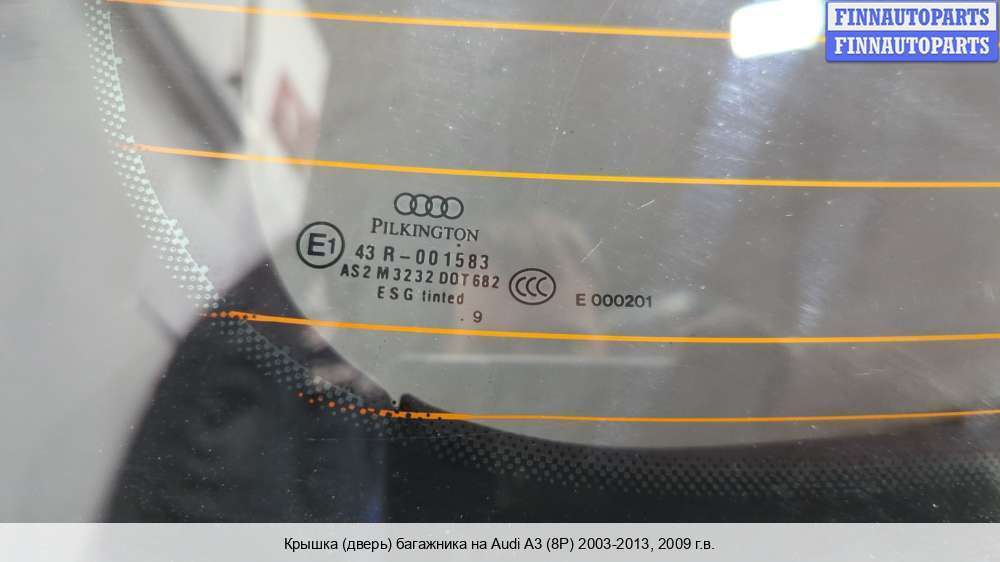 FINNAUTOPARTS
FINNAUTOPARTS
PILKINGTON
E1
43 R-001583
AS2 M3232 DOT682
CCC
E 000201
ESG tinted
. 9
Крышка (дверь) багажника на Audi A3 (8P) 2003-2013, 2009 г.в.